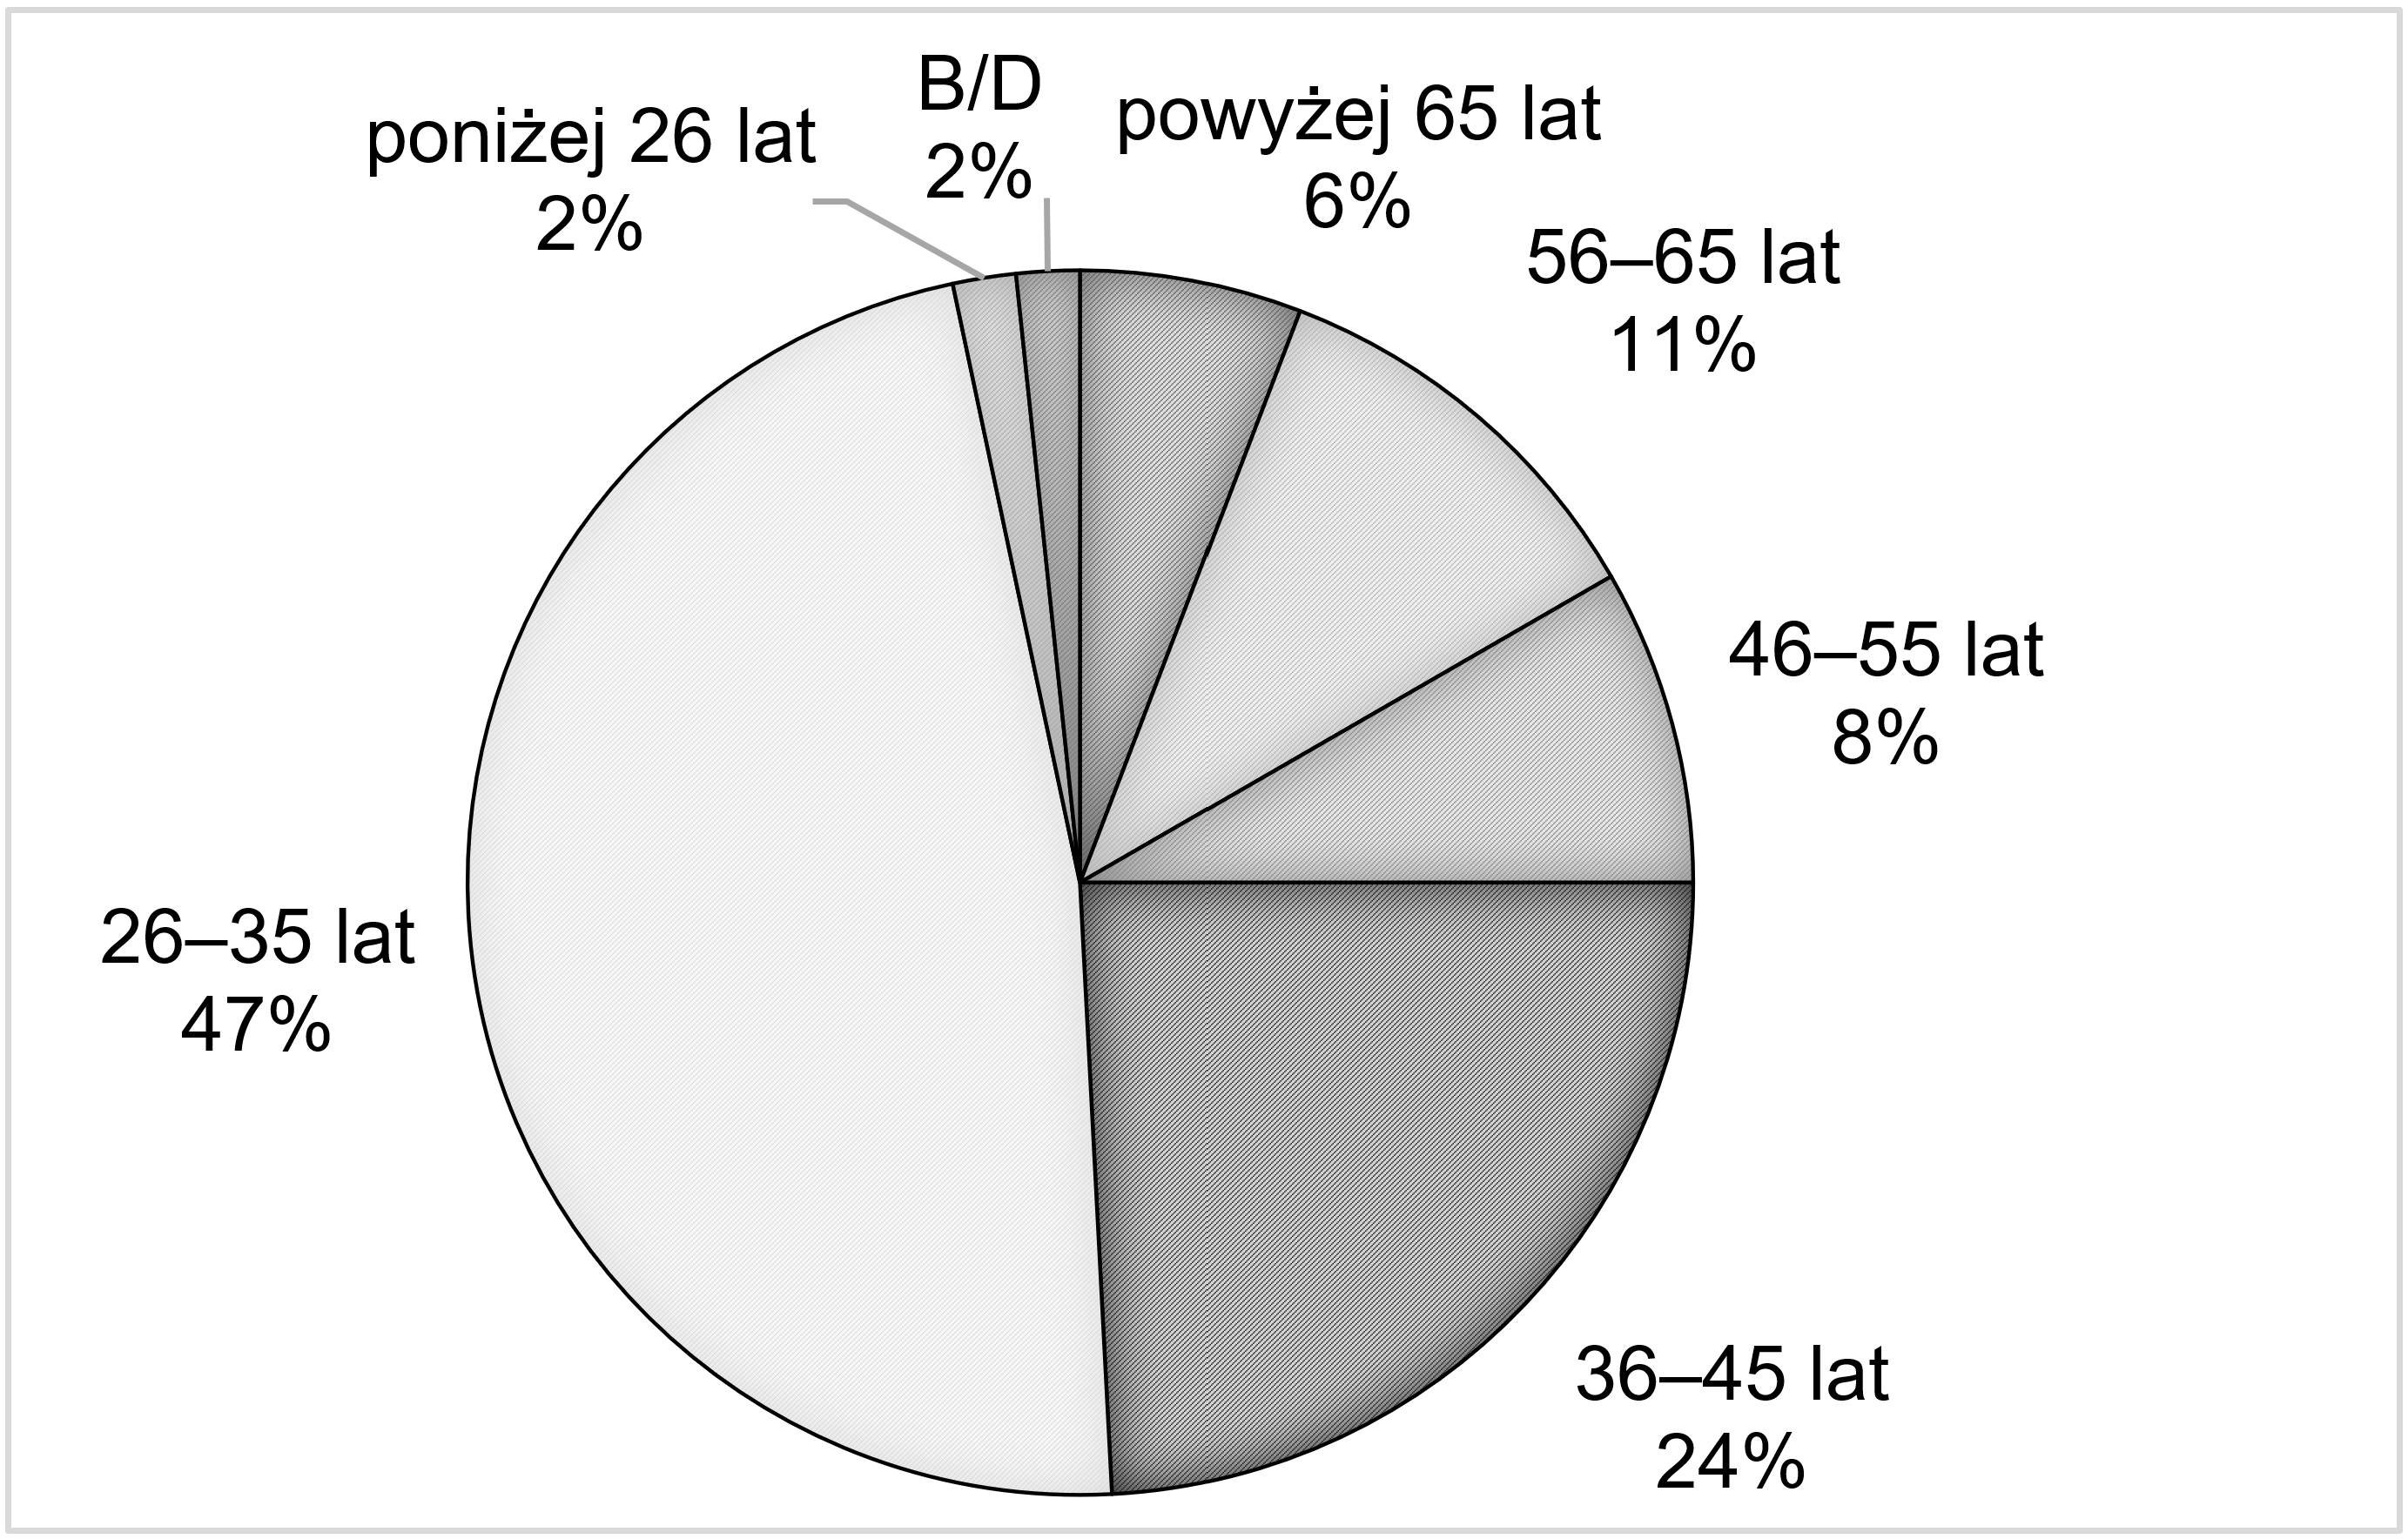 B/D
2%
poniżej 26 lat
2%
powyżej 65 lat
6%
56–65 lat
11%
46–55 lat
8%
26–35 lat
47%
36–45 lat
24%